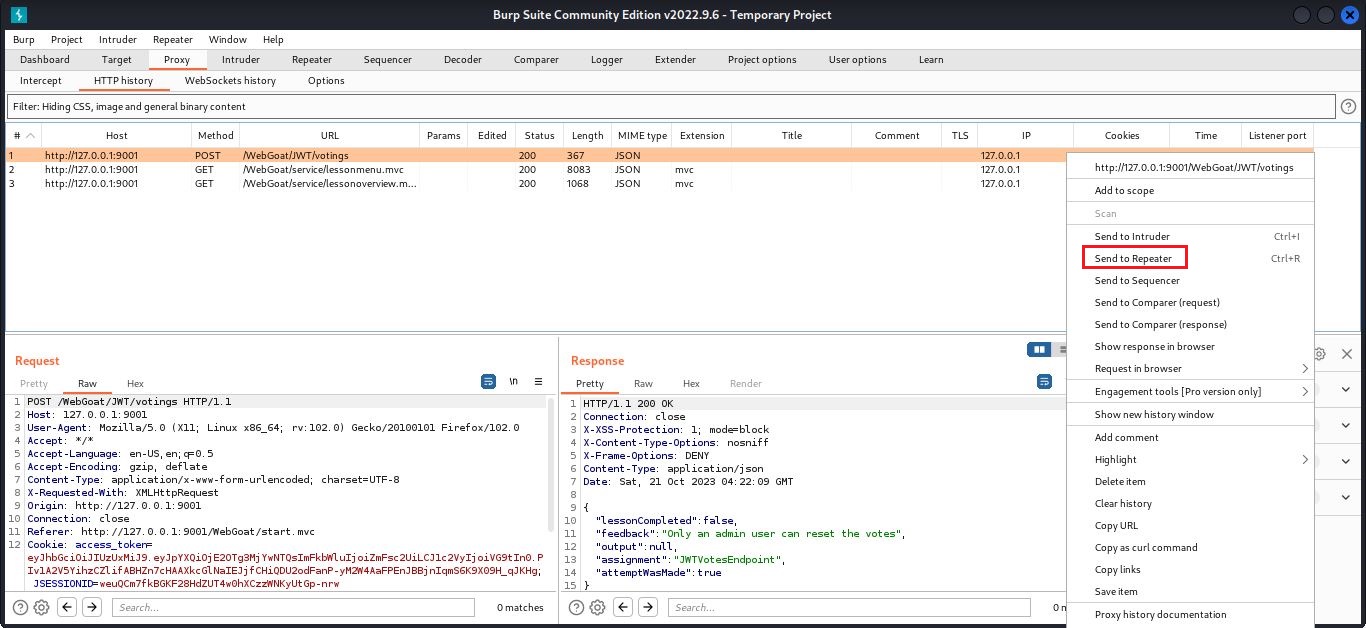 Burp Suite Community Edition v2022.9.6 - Temporary Project
Burp Project Intruder Repeater Window Help
Dashboard Target Proxy Intruder Repeater Sequencer Decoder Comparer Logger Extender Project options User options Learn
Intercept HTTP history WebSockets history Options
Filter: Hiding CSS, image and general binary content
# Host Method URL Params Edited Status Length MIME type Extension Title Comment TLS IP Cookies Time Listener port
1 http://127.0.0.1:9001 POST /WebGoat/JWT/votings 200 367 JSON 127.0.0.1
2 http://127.0.0.1:9001 GET /WebGoat/service/lessonmenu.mvc 200 8083 JSON mvc 127.0.0.1
3 http://127.0.0.1:9001 GET /WebGoat/service/lessonoverview.m... 200 1068 JSON mvc 127.0.0.1
http://127.0.0.1:9001/WebGoat/JWT/votings
Add to scope
Scan
Send to Intruder Ctrl+I
Send to Repeater Ctrl+R
Send to Sequencer
Send to Comparer (request)
Send to Comparer (response)
Show response in browser
Request in browser
Engagement tools [Pro version only]
Show new history window
Add comment
Highlight
Delete item
Clear history
Copy URL
Copy as curl command
Copy links
Save item
Proxy history documentation
Request
Pretty Raw Hex
\n
1 POST /WebGoat/JWT/votings HTTP/1.1
2 Host: 127.0.0.1:9001
3 User-Agent: Mozilla/5.0 (X11; Linux x86_64; rv:102.0) Gecko/20100101 Firefox/102.0
4 Accept: */*
5 Accept-Language: en-US,en;q=0.5
6 Accept-Encoding: gzip, deflate
7 Content-Type: application/x-www-form-urlencoded; charset=UTF-8
8 X-Requested-With: XMLHttpRequest
9 Origin: http://127.0.0.1:9001
10 Connection: close
11 Referer: http://127.0.0.1:9001/WebGoat/start.mvc
12 Cookie: access_token=
eyJhbGciOiJIUzUxMiJ9.eyJpYXQiOjE2OTg3MjYwNTQsImFkbWluIjoiZmFsc2UiLCJ1c2VyIjoiVG9tIn0.P
JSESSIONID=weuQCm7fkBGKF28HdZUT4w0hXCzzWNKyUtGp-nrw
Search... 0 matches
Response
Pretty Raw Hex Render
1 HTTP/1.1 200 OK
2 Connection: close
3 X-XSS-Protection: 1; mode=block
4 X-Content-Type-Options: nosniff
5 X-Frame-Options: DENY
6 Content-Type: application/json
7 Date: Sat, 21 Oct 2023 04:22:09 GMT
8
9 {
10 "lessonCompleted":false,
11 "feedback":"Only an admin user can reset the votes",
12 "output":null,
13 "assignment":"JWTVotesEndpoint",
14 "attemptWasMade":true
15 }
Search... 0